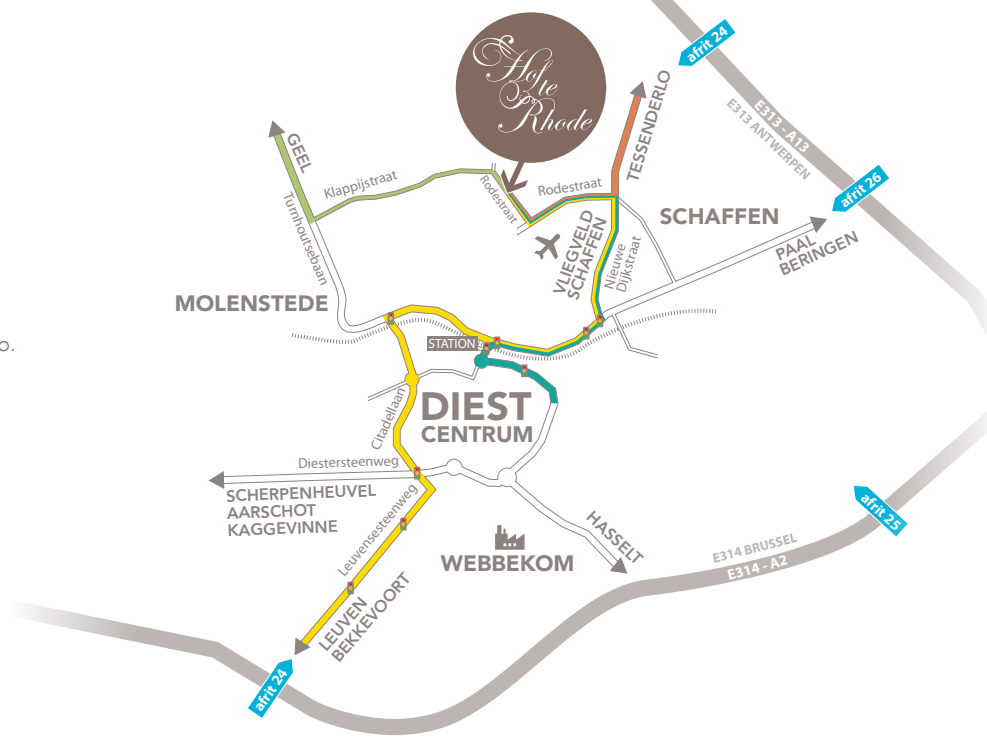 afrit 24
Hof
te
Rhode
E313 - A13
E313 ANTWERPEN
TESSENDERLO
GEEL
Klappijstraat
Rodestraat
Rodestraat
afrit 26
Turnhoutsebaan
SCHAFFEN
VLIEGVELD
SCHAFFEN
Nieuwe
Dijkstraat
PAAL
BERINGEN
MOLENSTEDE
o.
STATION
DIEST
CENTRUM
Citadellaan
Diestersteenweg
SCHERPENHEUVEL
AARSCHOT
KAGGEVINNE
Leuvensesteenweg
HASSELT
afrit 25
WEBBEKOM
E314 BRUSSEL
E314 - A2
LEUVEN
BEKKEVOORT
afrit 24